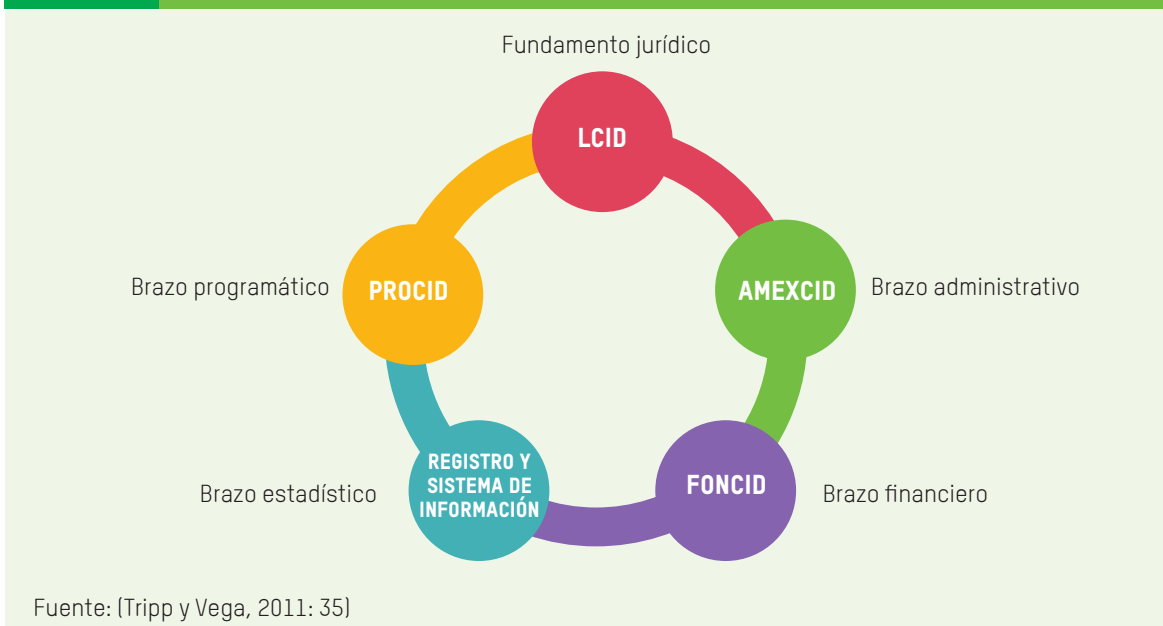 Fundamento jurídico
LCID
Brazo programático
PROCID
AMEXCID
Brazo administrativo
Brazo estadístico
REGISTRO Y
SISTEMA DE
INFORMACIÓN
FONCID
Brazo financiero
Fuente: (Tripp y Vega, 2011: 35)